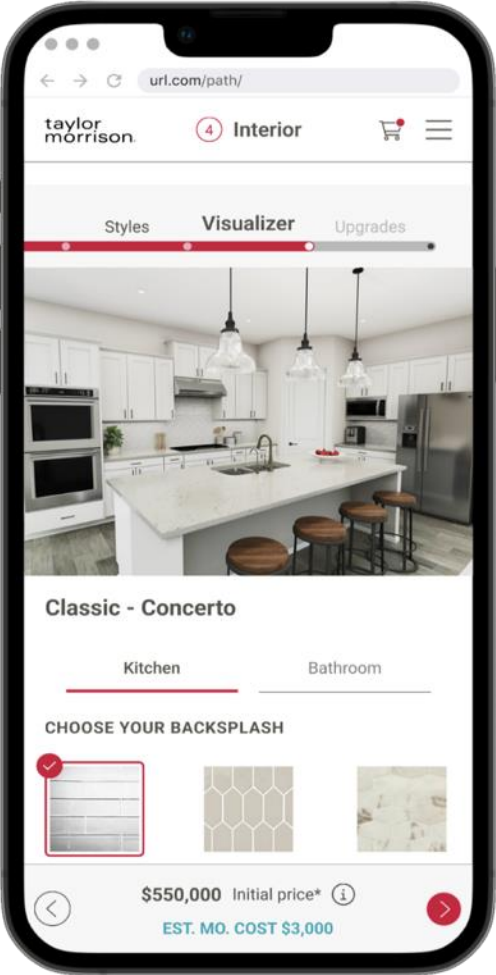 url.com/path/
taylor
morrison.
4 Interior
Styles Visualizer Upgrades
Classic - Concerto
Kitchen Bathroom
CHOOSE YOUR BACKSPLASH
$550,000 Initial price* i
EST. MO. COST $3,000